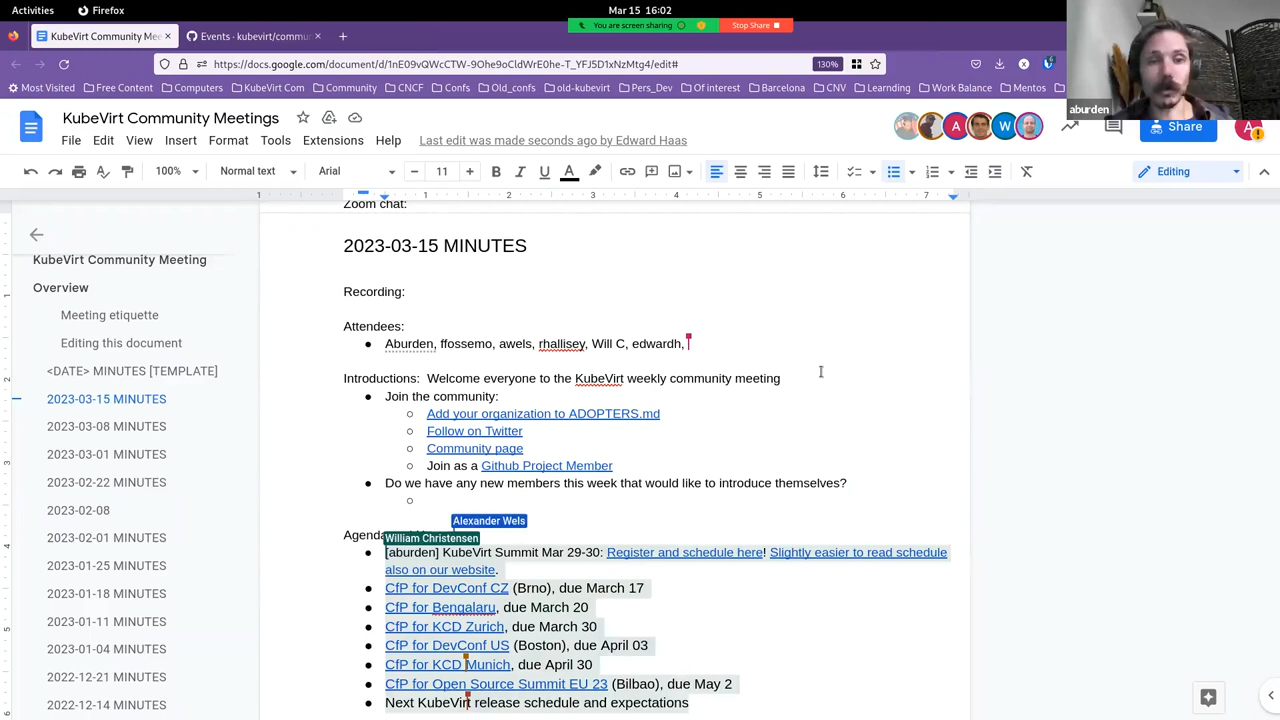 Activities Firefox Mar 15 16:02
You are screen sharing Stop Share
KubeVirt Community Mee Events · kubevirt/commu
https://docs.google.com/document/d/1nE09vQWcCTW-9Ohe9oCldWrE0he-T_YFJ5D1xNzMtg4/edit# 130%
Most Visited Free Content Computers KubeVirt Com Community CNCF Confs Old_confs old-kubevirt Pers_Dev Of interest Barcelona CNV Learnding Work Balance Mentos
aburden
KubeVirt Community Meetings
A W Share A
File Edit View Insert Format Tools Extensions Help Last edit was made seconds ago by Edward Haas
100% Normal text Arial 11 B I U A Editing
1 1 2 3 4 5 6 7
Zoom chat:
KubeVirt Community Meeting
Overview
Meeting etiquette
Editing this document
<DATE> MINUTES [TEMPLATE]
2023-03-15 MINUTES
2023-03-08 MINUTES
2023-03-01 MINUTES
2023-02-22 MINUTES
2023-02-08
2023-02-01 MINUTES
2023-01-25 MINUTES
2023-01-18 MINUTES
2023-01-11 MINUTES
2023-01-04 MINUTES
2022-12-21 MINUTES
2022-12-14 MINUTES
2023-03-15 MINUTES
Recording:
Attendees:
● Aburden, ffossemo, awels, rhallisey, Will C, edwardh,
Introductions: Welcome everyone to the KubeVirt weekly community meeting
● Join the community:
○ Add your organization to ADOPTERS.md
○ Follow on Twitter
○ Community page
○ Join as a Github Project Member
● Do we have any new members this week that would like to introduce themselves?
○
Alexander Wels
Agenda
William Christensen
● [aburden] KubeVirt Summit Mar 29-30: Register and schedule here! Slightly easier to read schedule
also on our website.
● CfP for DevConf CZ (Brno), due March 17
● CfP for Bengalaru, due March 20
● CfP for KCD Zurich, due March 30
● CfP for DevConf US (Boston), due April 03
● CfP for KCD Munich, due April 30
● CfP for Open Source Summit EU 23 (Bilbao), due May 2
● Next KubeVirt release schedule and expectations